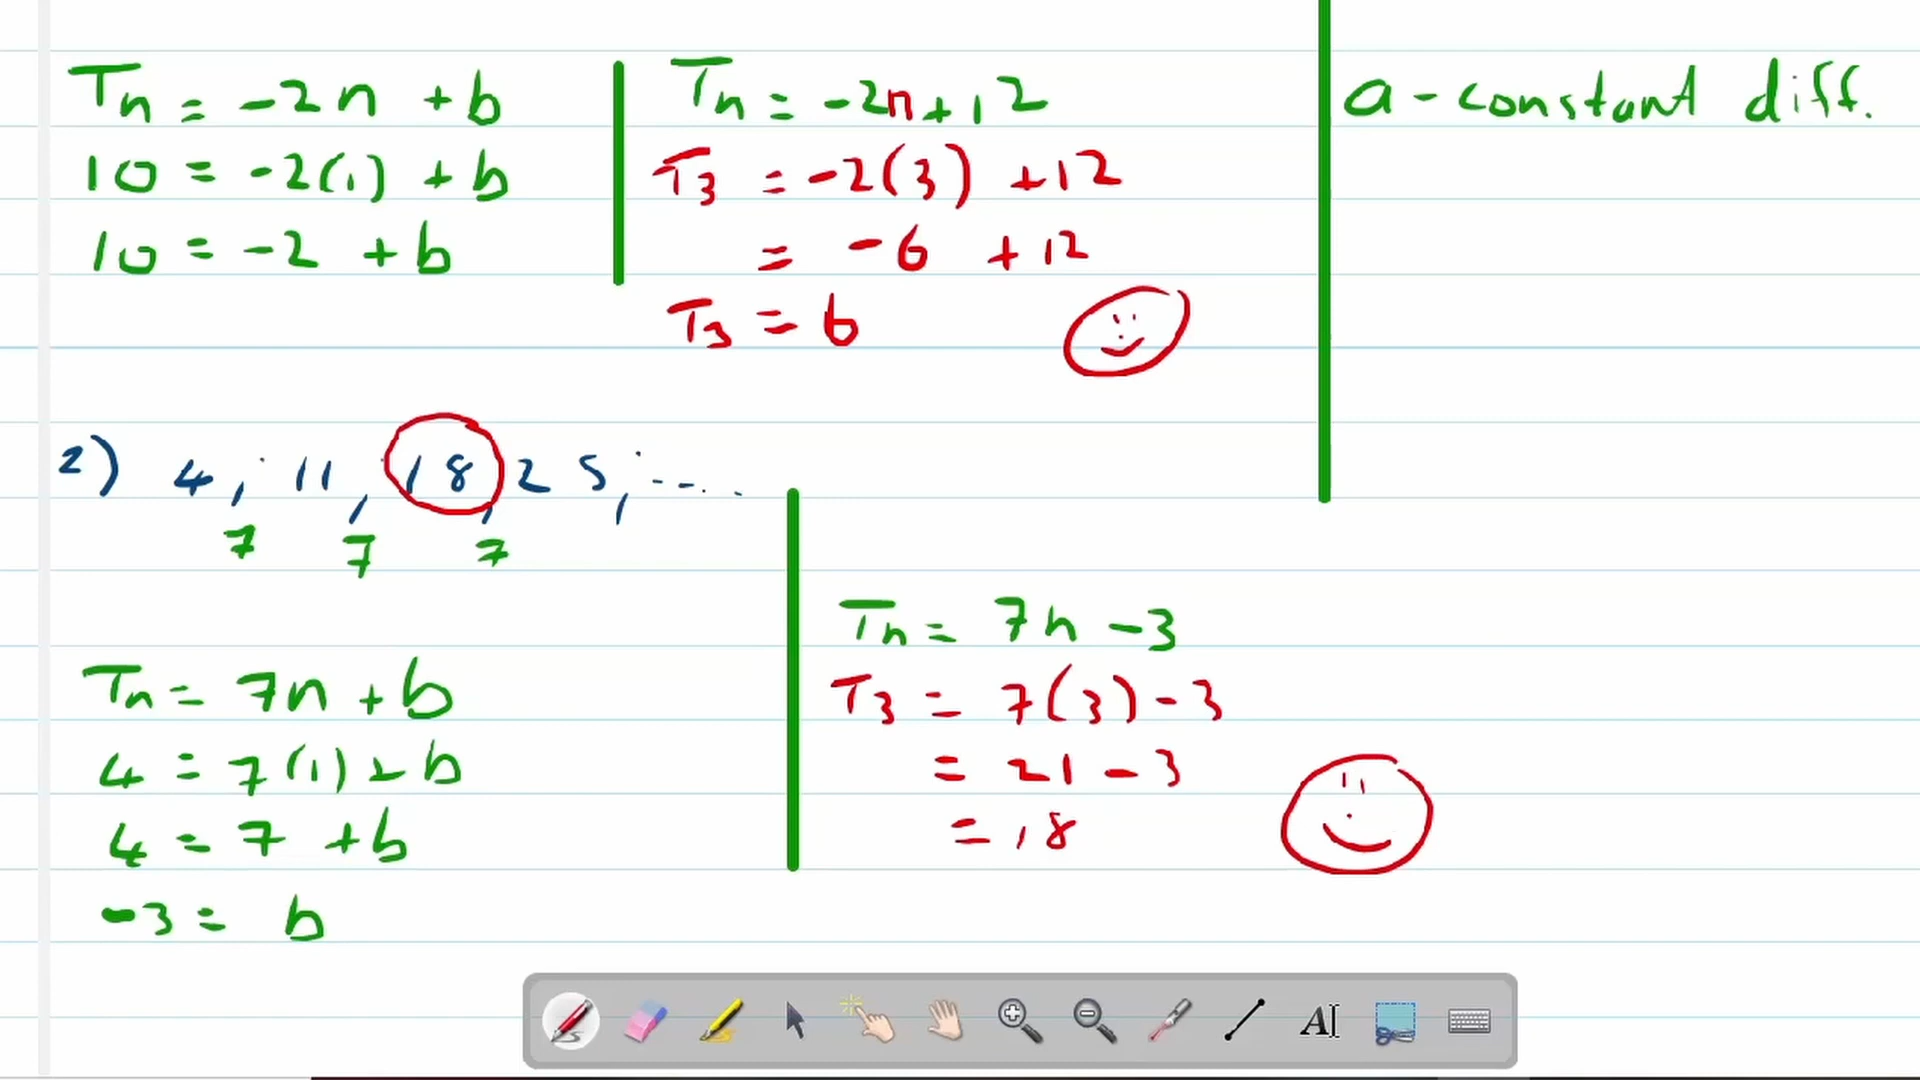 Tn = -2n + b
10 = -2(1) + b
10 = -2 + b
Tn = -2n + 12
T3 = -2(3) + 12
= -6 + 12
T3 = 6
a - constant diff.
2) 4; 11; 18; 25; ....
7 7 7
Tn = 7n + b
4 = 7(1) + b
4 = 7 + b
-3 = b
Tn = 7n - 3
T3 = 7(3) - 3
= 21 - 3
= 18
AI